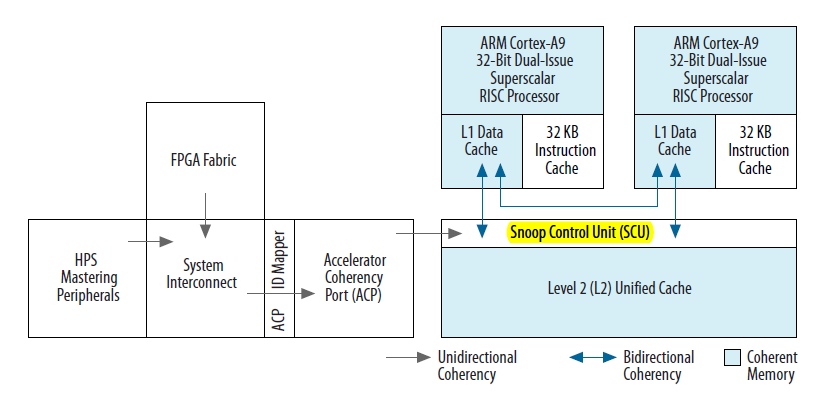 ARM Cortex-A9
32-Bit Dual-Issue
Superscalar
RISC Processor
L1 Data
Cache
32 KB
Instruction
Cache
ARM Cortex-A9
32-Bit Dual-Issue
Superscalar
RISC Processor
L1 Data
Cache
32 KB
Instruction
Cache
FPGA Fabric
HPS
Mastering
Peripherals
System
Interconnect
ACP ID Mapper
Accelerator
Coherency
Port (ACP)
Snoop Control Unit (SCU)
Level 2 (L2) Unified Cache
Unidirectional
Coherency
Bidirectional
Coherency
Coherent
Memory